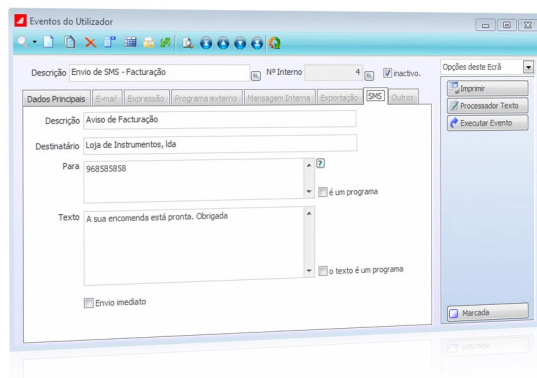 Eventos do Utilizador
Descrição Envio de SMS - Facturação Nº Interno 4 inactivo.
Opções deste Ecrã
Dados Principais E-mail Expressão Programa externo Mensagem Interna Exportação SMS Outros
Imprimir
Processador Texto
Executar Evento
Descrição Aviso de Facturação
Destinatário Loja de Instrumentos, lda
Para 968585858
?
é um programa
Texto A sua encomenda está pronta. Obrigada
o texto é um programa
Envio imediato
Marcada